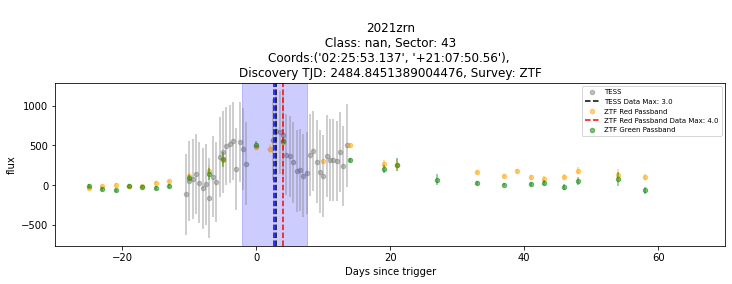 2021zrn
Class: nan, Sector: 43
Coords:('02:25:53.137', '+21:07:50.56'),
Discovery TJD: 2484.8451389004476, Survey: ZTF
TESS
TESS Data Max: 3.0
ZTF Red Passband
ZTF Red Passband Data Max: 4.0
ZTF Green Passband
flux
1000
500
0
−500
−20
0
20
40
60
Days since trigger